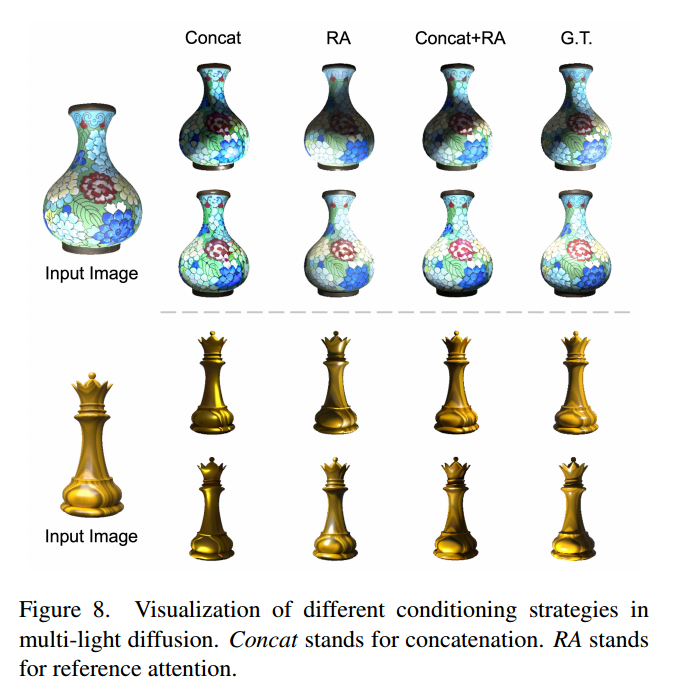 Concat RA Concat+RA G.T.
Input Image
Input Image
Figure 8. Visualization of different conditioning strategies in
multi-light diffusion. Concat stands for concatenation. RA stands
for reference attention.